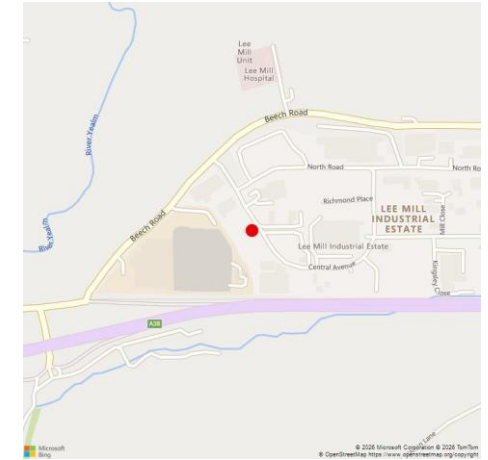 Lee
Mill
Unit
Lee Mill
Hospital
River Yealm
Beech Road
North Road
North Ro
Richmond Place
LEE MILL
INDUSTRIAL
ESTATE
Mill Close
River
Beech Road
Lee Mill Industrial Estate
Central Avenue
Kingsley Close
A38
Lane
Microsoft
Bing
© 2026 Microsoft Corporation © 2026 TomTom
© OpenStreetMap https://www.openstreetmap.org/copyright